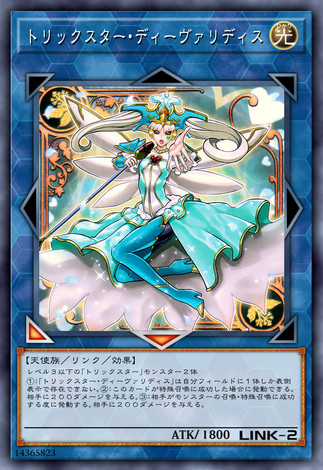 トリックスター・ディーヴァリディス
光
【天使族／リンク／効果】
レベル3以下の「トリックスター」モンスター2体
①:「トリックスター・ディーヴァリディス」は自分フィールドに1体しか表側
表示で存在できない。②:このカードが特殊召喚に成功した場合に発動できる。
相手に200ダメージを与える。③:相手がモンスターの召喚・特殊召喚に成功
する度に発動する。相手に200ダメージを与える。
ATK/1800 LINK-2
14365823